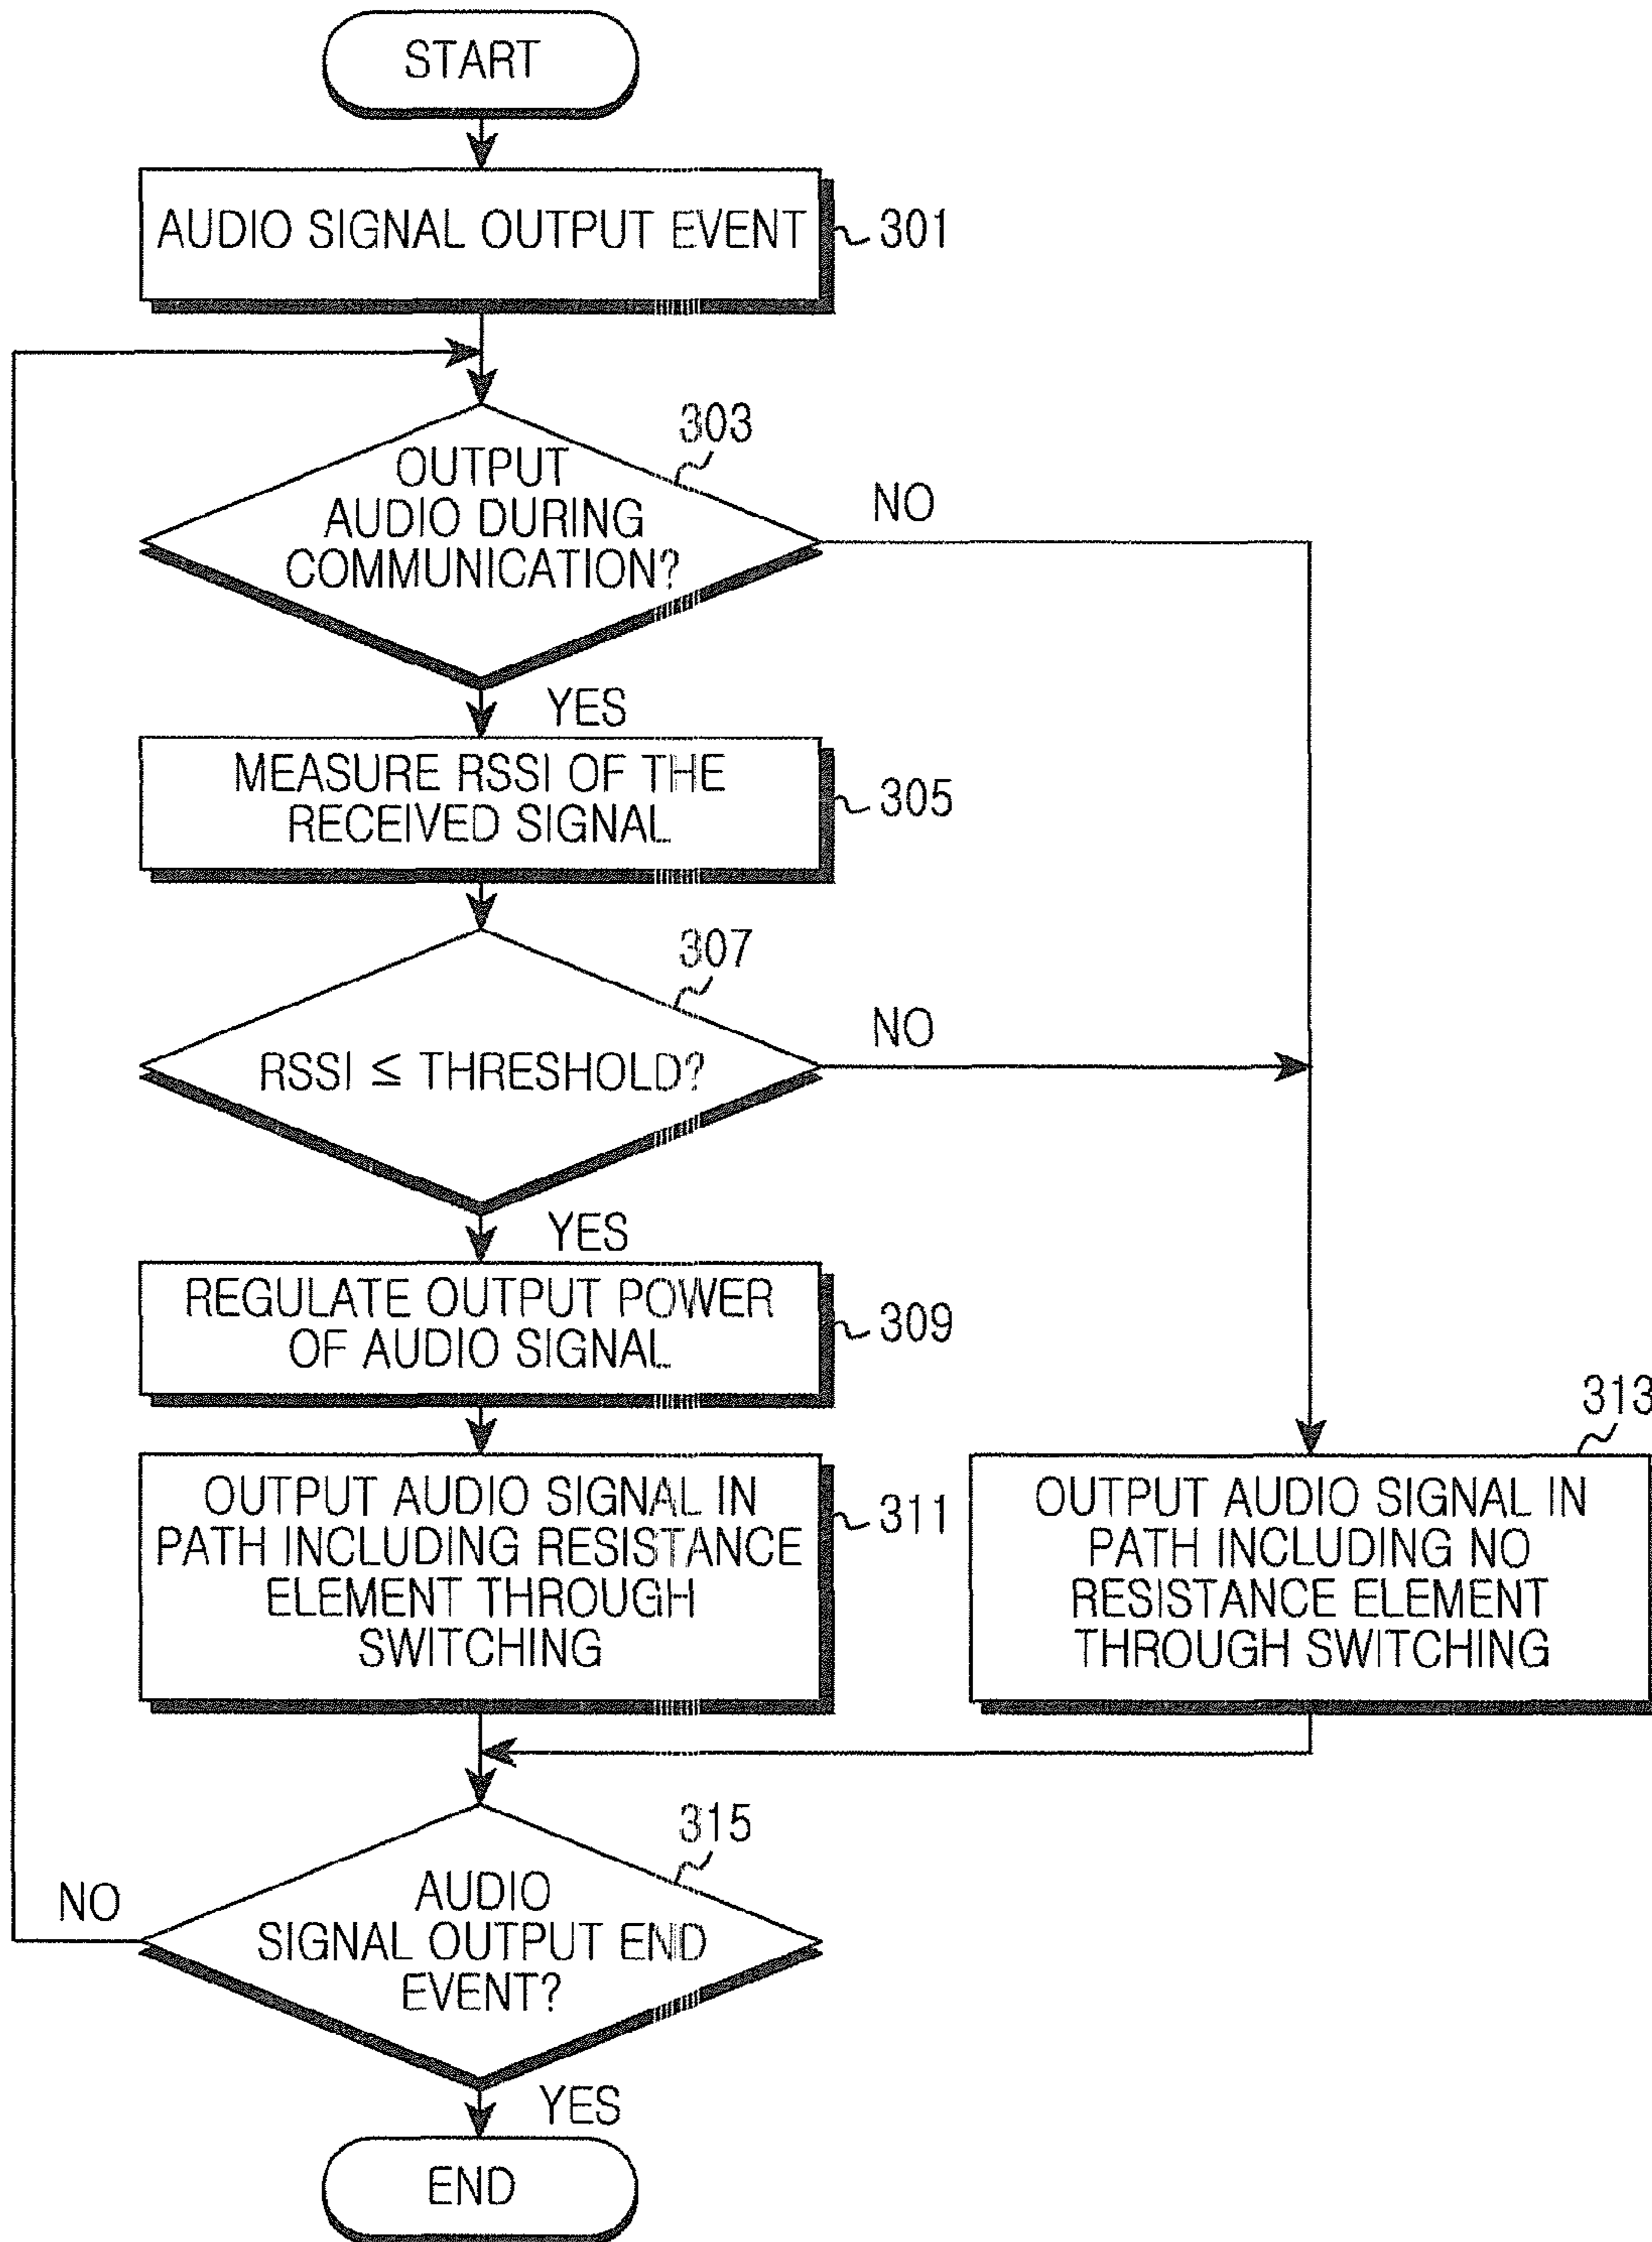 START
AUDIO SIGNAL OUTPUT EVENT
301
303
OUTPUT
AUDIO DURING
COMMUNICATION?
NO
YES
MEASURE RSSI OF THE
RECEIVED SIGNAL
305
307
RSSI ≤ THRESHOLD?
NO
YES
REGULATE OUTPUT POWER
OF AUDIO SIGNAL
309
OUTPUT AUDIO SIGNAL IN
PATH INCLUDING RESISTANCE
ELEMENT THROUGH
SWITCHING
311
313
OUTPUT AUDIO SIGNAL IN
PATH INCLUDING NO
RESISTANCE ELEMENT
THROUGH SWITCHING
315
AUDIO
SIGNAL OUTPUT END
EVENT?
NO
YES
END